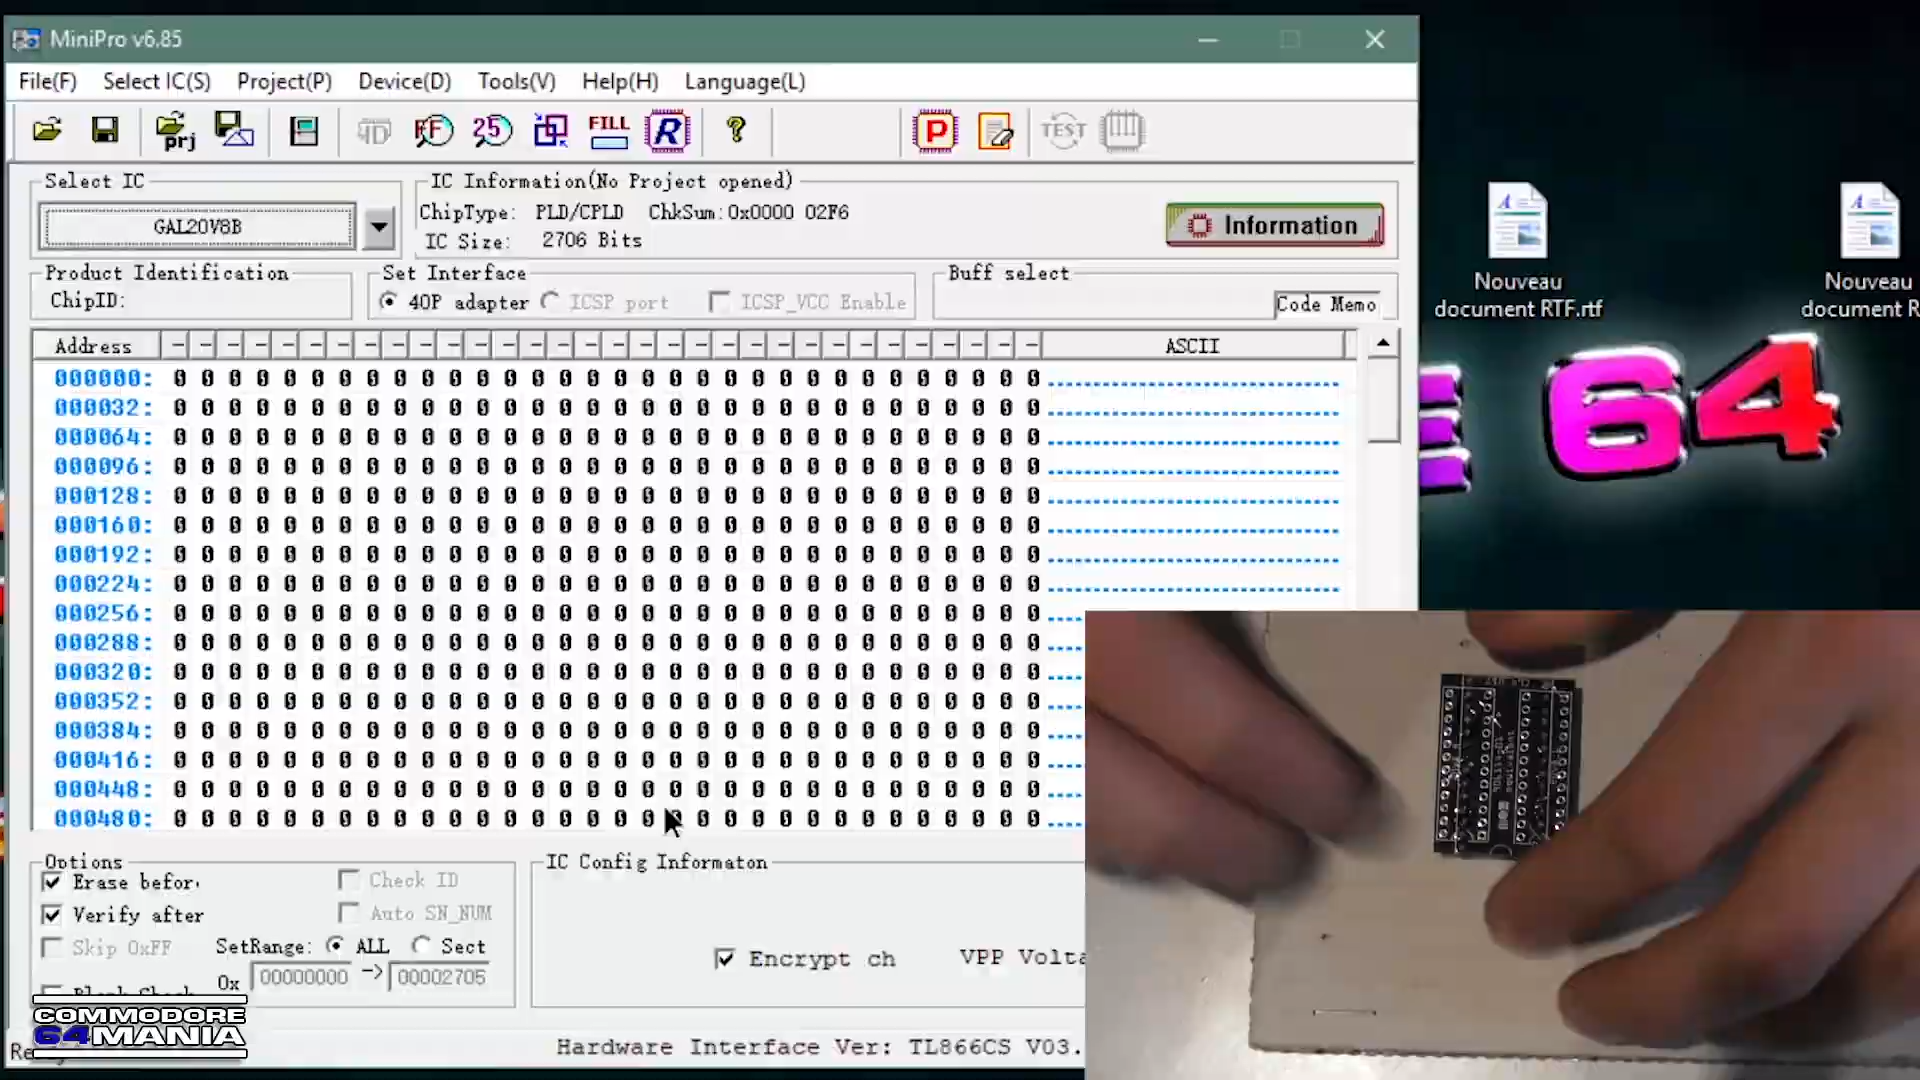 MiniPro v6.85
File(F) Select IC(S) Project(P) Device(D) Tools(V) Help(H) Language(L)
prj FF 25 FILL R ? P TEST
Select IC
GAL20V8B
IC Information(No Project opened)
ChipType: PLD/CPLD ChkSum:0x0000 02F6
IC Size: 2706 Bits
Information
Product Identification
ChipID:
Set Interface
40P adapter ICSP port ICSP_VCC Enable
Buff select
Code Memo
Address - - - - - - - - - - - - - - - - - - - - - - - - - - - - - - - - ASCII
000000: 0 0 0 0 0 0 0 0 0 0 0 0 0 0 0 0 0 0 0 0 0 0 0 0 0 0 0 0 0 0 0 0 ................................
000032: 0 0 0 0 0 0 0 0 0 0 0 0 0 0 0 0 0 0 0 0 0 0 0 0 0 0 0 0 0 0 0 0 ................................
000064: 0 0 0 0 0 0 0 0 0 0 0 0 0 0 0 0 0 0 0 0 0 0 0 0 0 0 0 0 0 0 0 0 ................................
000096: 0 0 0 0 0 0 0 0 0 0 0 0 0 0 0 0 0 0 0 0 0 0 0 0 0 0 0 0 0 0 0 0 ................................
000128: 0 0 0 0 0 0 0 0 0 0 0 0 0 0 0 0 0 0 0 0 0 0 0 0 0 0 0 0 0 0 0 0 ................................
000160: 0 0 0 0 0 0 0 0 0 0 0 0 0 0 0 0 0 0 0 0 0 0 0 0 0 0 0 0 0 0 0 0 ................................
000192: 0 0 0 0 0 0 0 0 0 0 0 0 0 0 0 0 0 0 0 0 0 0 0 0 0 0 0 0 0 0 0 0 ................................
000224: 0 0 0 0 0 0 0 0 0 0 0 0 0 0 0 0 0 0 0 0 0 0 0 0 0 0 0 0 0 0 0 0 ................................
000256: 0 0 0 0 0 0 0 0 0 0 0 0 0 0 0 0 0 0 0 0 0 0 0 0 0 0 0 0 0 0 0 0 ....
000288: 0 0 0 0 0 0 0 0 0 0 0 0 0 0 0 0 0 0 0 0 0 0 0 0 0 0 0 0 0 0 0 0 ....
000320: 0 0 0 0 0 0 0 0 0 0 0 0 0 0 0 0 0 0 0 0 0 0 0 0 0 0 0 0 0 0 0 0 ....
000352: 0 0 0 0 0 0 0 0 0 0 0 0 0 0 0 0 0 0 0 0 0 0 0 0 0 0 0 0 0 0 0 0 ....
000384: 0 0 0 0 0 0 0 0 0 0 0 0 0 0 0 0 0 0 0 0 0 0 0 0 0 0 0 0 0 0 0 0 ....
000416: 0 0 0 0 0 0 0 0 0 0 0 0 0 0 0 0 0 0 0 0 0 0 0 0 0 0 0 0 0 0 0 0 ....
000448: 0 0 0 0 0 0 0 0 0 0 0 0 0 0 0 0 0 0 0 0 0 0 0 0 0 0 0 0 0 0 0 0 ....
000480: 0 0 0 0 0 0 0 0 0 0 0 0 0 0 0 0 0 0 0 0 0 0 0 0 0 0 0 0 0 0 0 0 ....
Options
Erase befor
Check ID
Verify after
Auto SN_NUM
Skip 0xFF
SetRange: ALL Sect
0x 00000000 -> 00002705
IC Config Informaton
Encrypt ch VPP Volta
Hardware Interface Ver: TL866CS V03.
COMMODORE
64MANIA
Nouveau
document RTF.rtf
Nouveau
document R
E 64